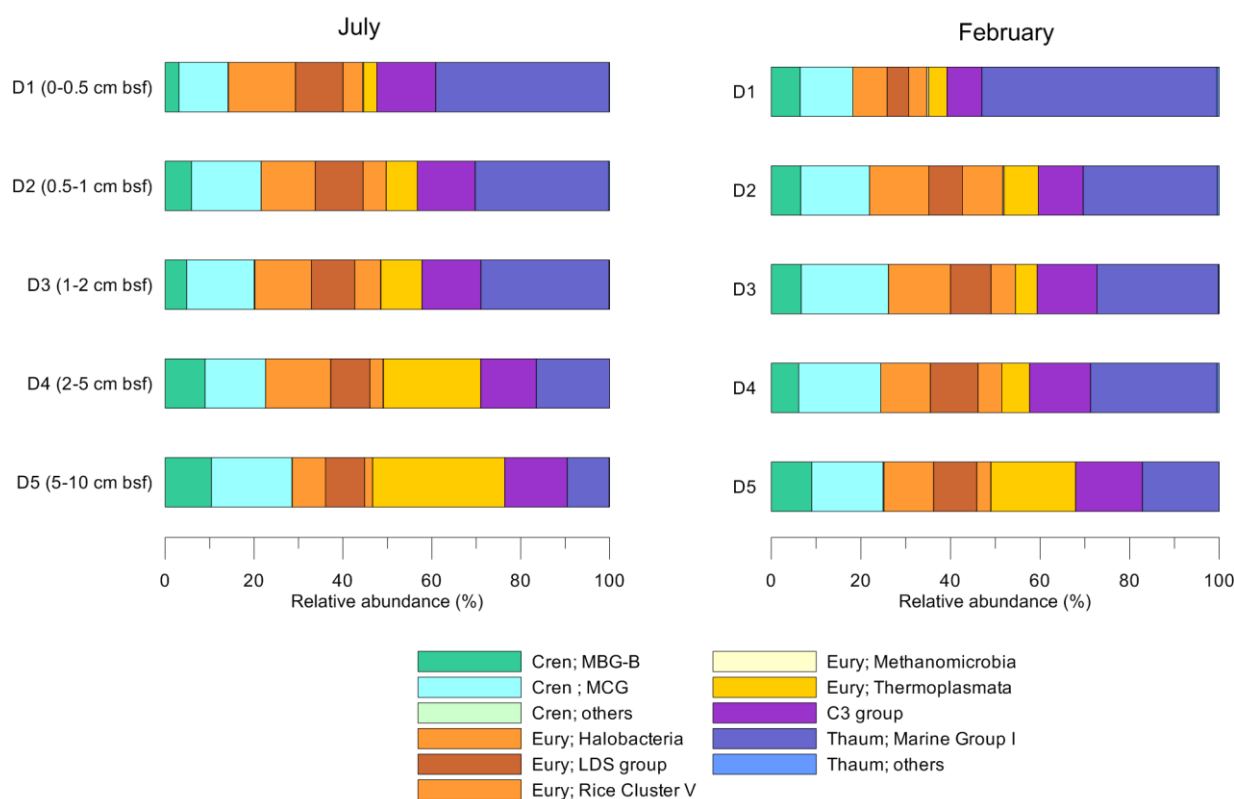 July
February
D1 (0-0.5 cm bsf)
D1
D2 (0.5-1 cm bsf)
D2
D3 (1-2 cm bsf)
D3
D4 (2-5 cm bsf)
D4
D5 (5-10 cm bsf)
D5
0 20 40 60 80 100
Relative abundance (%)
0 20 40 60 80 100
Relative abundance (%)
Cren; MBG-B
Cren ; MCG
Cren; others
Eury; Halobacteria
Eury; LDS group
Eury; Rice Cluster V
Eury; Methanomicrobia
Eury; Thermoplasmata
C3 group
Thaum; Marine Group I
Thaum; others